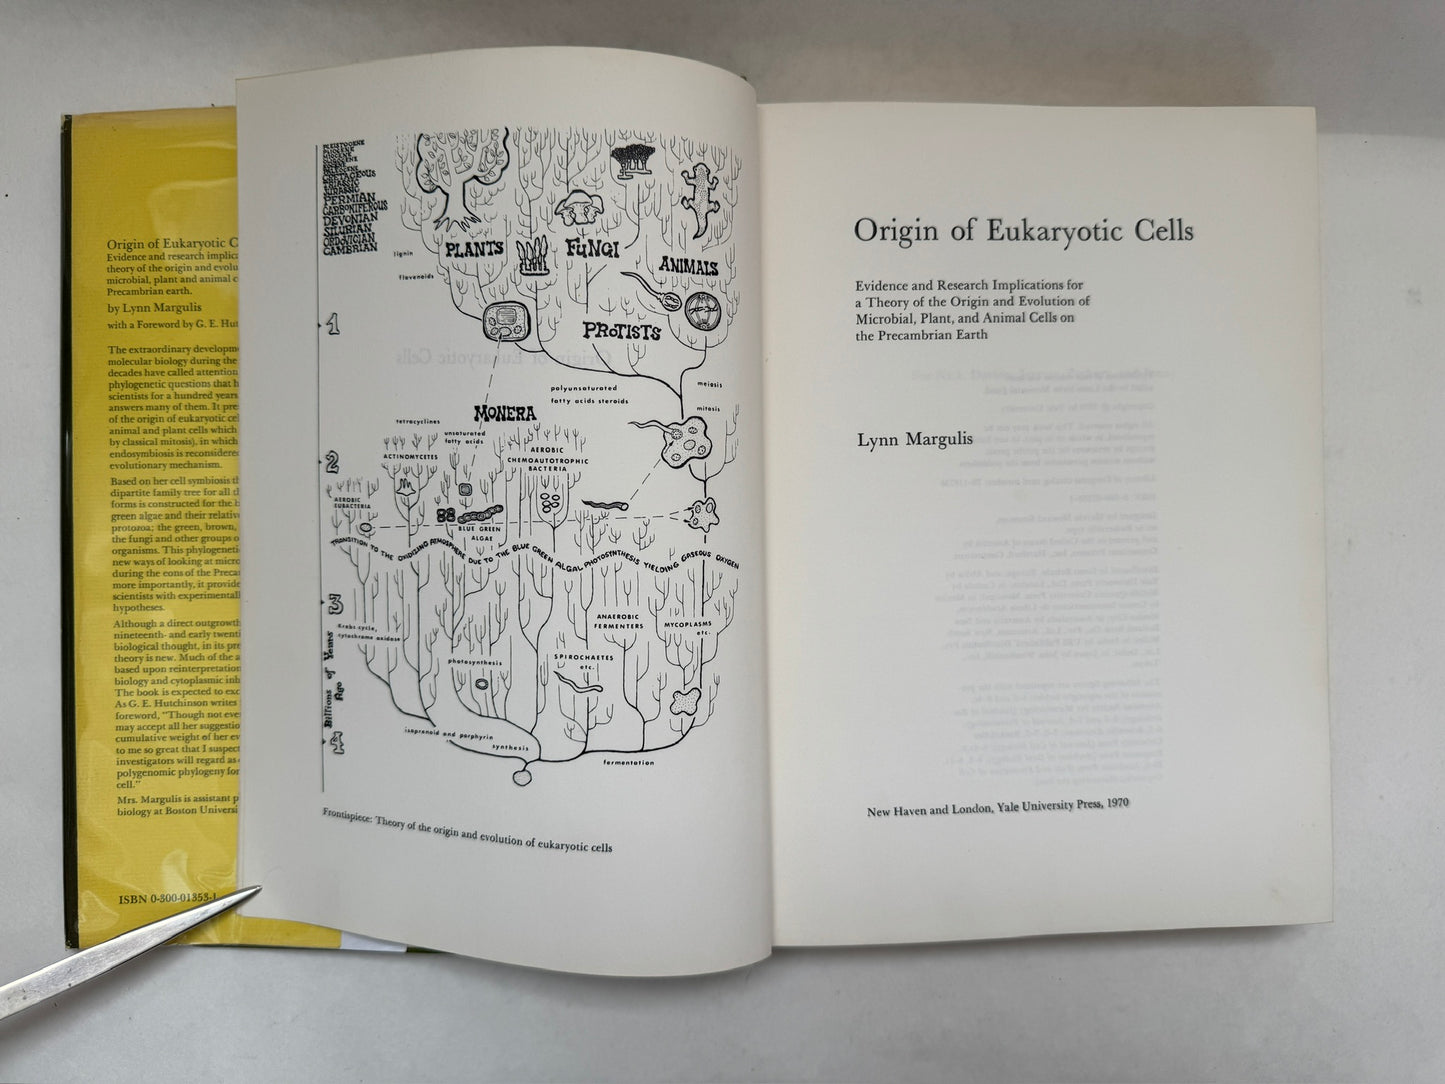 Origin of Eukaryotic C
Evidence and research implica
theory of the origin and evolu
microbial, plant and animal c
Precambrian earth.
by Lynn Margulis
with a Foreword by G. E. Hut
The extraordinary developm
molecular biology during the
decades have called attention
phylogenetic questions that h
scientists for a hundred years
answers many of them. It pre
of the origin of eukaryotic cel
animal and plant cells which
by classical mitosis), in which
endosymbiosis is reconsidered
evolutionary mechanism.
Based on her cell symbiosis th
dipartite family tree for all th
forms is constructed for the b
green algae and their relative
protozoa; the green, brown,
the fungi and other groups o
organisms. This phylogeneti
new ways of looking at micro
during the eons of the Preca
more importantly, it provide
scientists with experimentall
hypotheses.
Although a direct outgrowth
nineteenth- and early twenti
biological thought, in its pre
theory is new. Much of the a
based upon reinterpretation
biology and cytoplasmic inh
The book is expected to exc
As G. E. Hutchinson writes
foreword, "Though not eve
may accept all her suggestio
cumulative weight of her ev
to me so great that I suspect
investigators will regard as
polygenomic phylogeny for
cell."
Mrs. Margulis is assistant p
biology at Boston Universi
ISBN 0-300-01353-1
PLEISTOCENE
CRETACEOUS
JURASSIC
PERMIAN
CARBONIFEROUS
DEVONIAN
SILURIAN
ORDOVICIAN
CAMBRIAN
lignin
flavenoids
PLANTS
FUNGI
ANIMALS
PROTISTS
1
polyunsaturated
fatty acids steroids
meiosis
mitosis
MONERA
tetracyclines
unsaturated
fatty acids
ACTINOMYCETES
AEROBIC
CHEMOAUTOTROPHIC
BACTERIA
2
AEROBIC
EUBACTERIA
BLUE GREEN
ALGAE
TRANSITION TO THE OXIDIZING ATMOSPHERE DUE TO THE BLUE GREEN ALGAL PHOTOSYNTHESIS YIELDING GASEOUS OXYGEN
3
Krebs cycle,
cytochrome oxidase
ANAEROBIC
FERMENTERS
MYCOPLASMS
etc.
photosynthesis
SPIROCHAETES
etc.
Billions of Years
Ago
4
isoprenoid and porphyrin
synthesis
fermentation
Frontispiece: Theory of the origin and evolution of eukaryotic cells
Origin of Eukaryotic Cells
Evidence and Research Implications for
a Theory of the Origin and Evolution of
Microbial, Plant, and Animal Cells on
the Precambrian Earth
Lynn Margulis
New Haven and London, Yale University Press, 1970